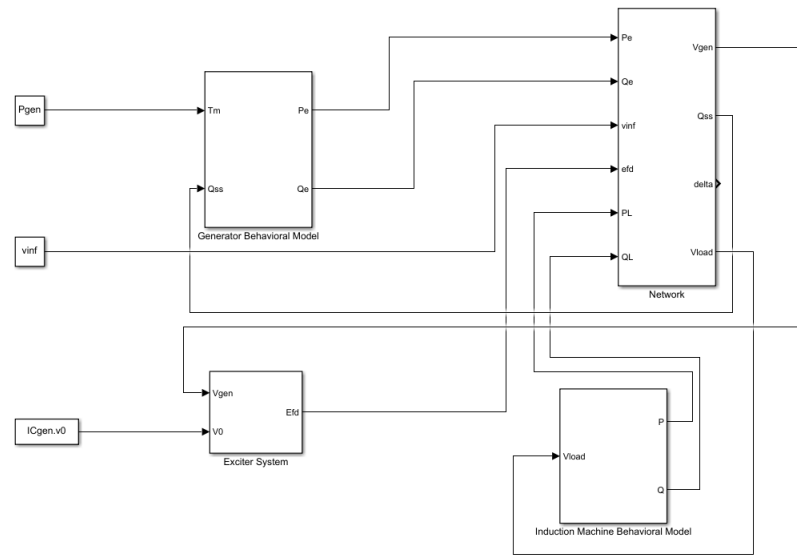 Pgen
Tm
Pe
Qss
Qe
Generator Behavioral Model
vinf
Pe
Qe
vinf
efd
PL
QL
Vgen
Qss
delta
Vload
Network
ICgen.v0
Vgen
V0
Efd
Exciter System
Vload
P
Q
Induction Machine Behavioral Model